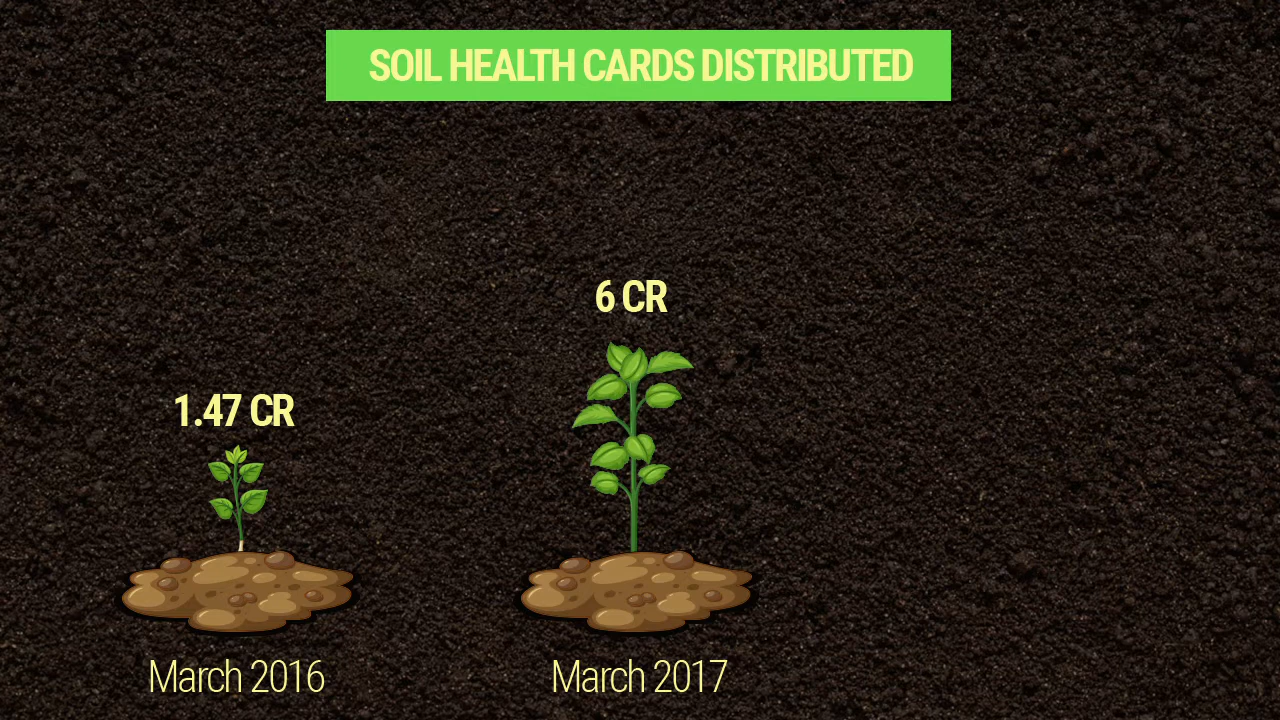 SOIL HEALTH CARDS DISTRIBUTED
6 CR
1.47 CR
March 2016
March 2017